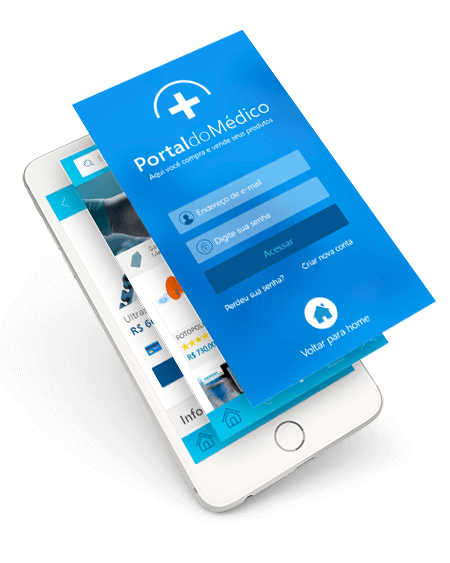 PortaldoMédico
Aqui você compra e vende seus produtos
Endereço de e-mail
Digite sua senha
Acessar
Perdeu sua senha?
Criar nova conta
Voltar para home
FOTOPOL
R$ 730,00
Ultras
R$ 6
Info